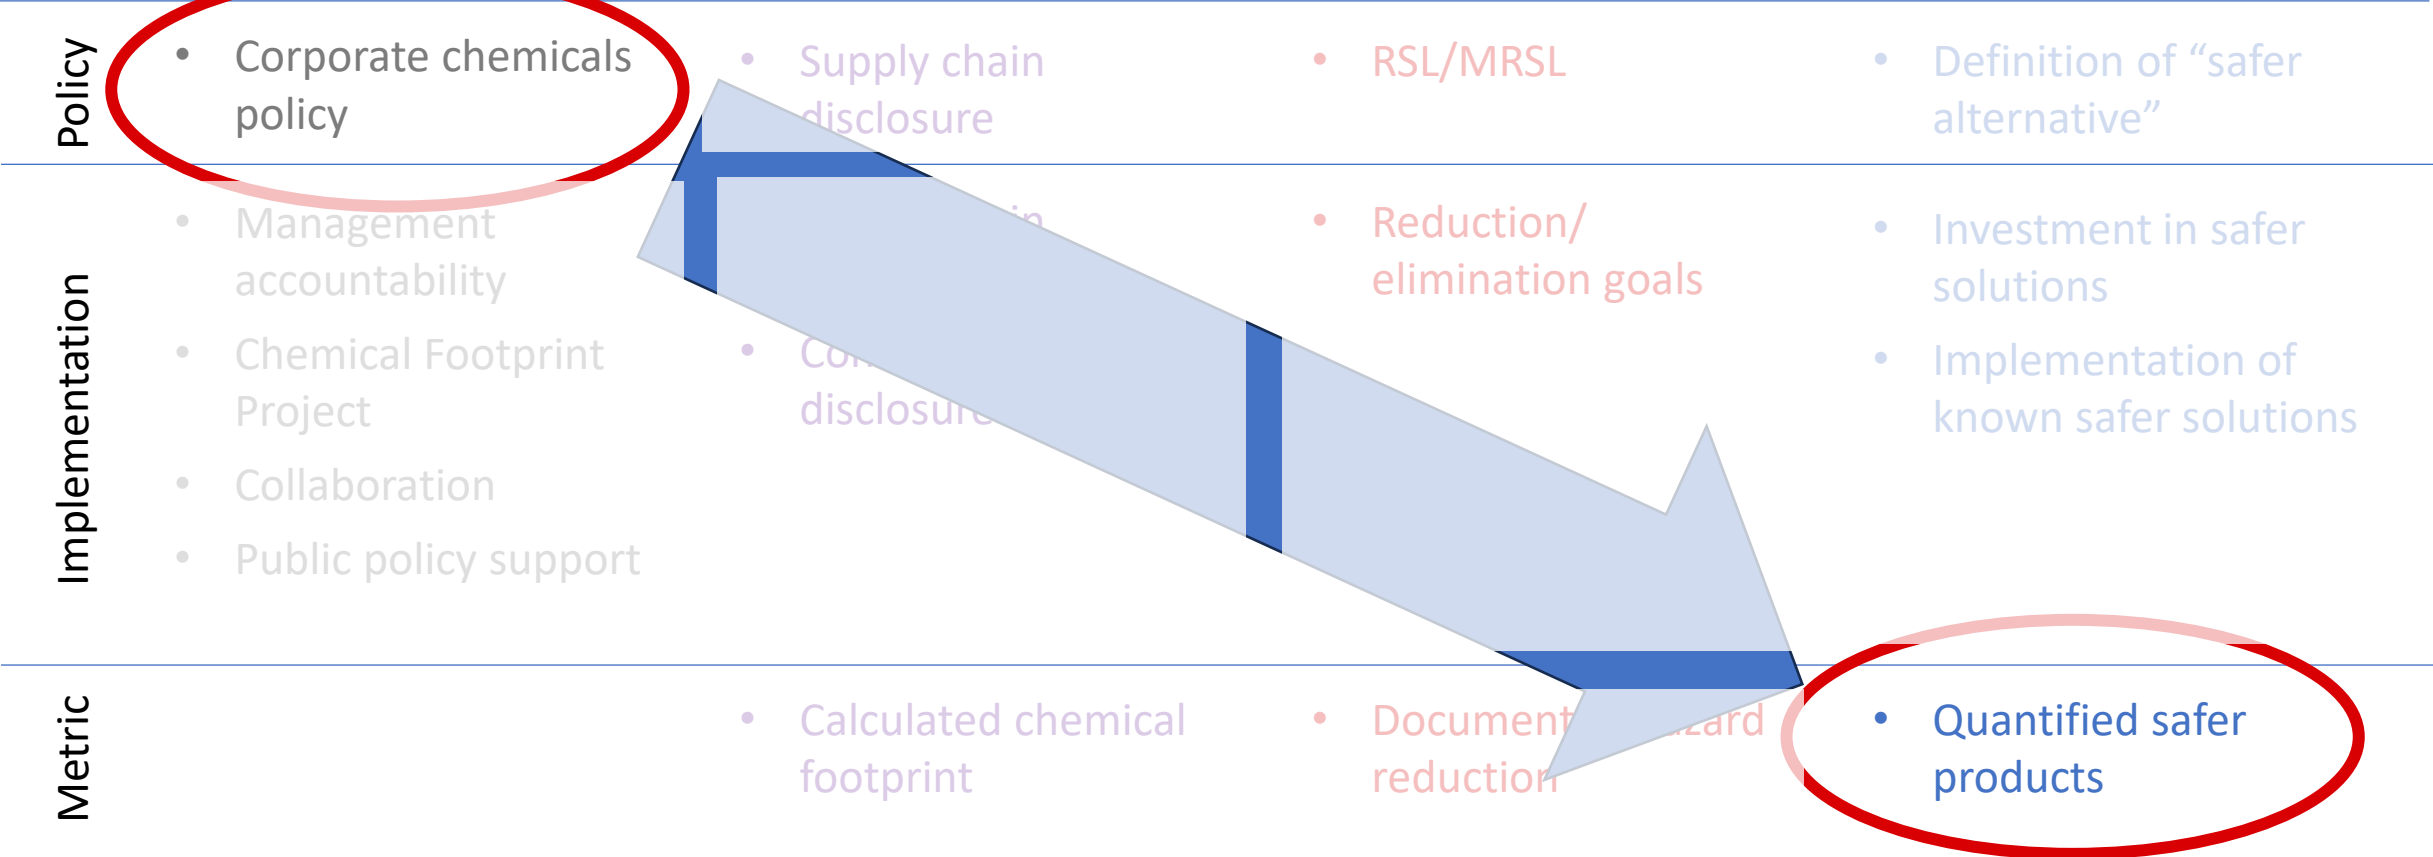 Policy
• Corporate chemicals
policy
• Supply chain
disclosure
• RSL/MRSL
• Definition of “safer
alternative”
Implementation
• Management
accountability
• Chemical Footprint
Project
• Collaboration
• Public policy support
disclosure
• Reduction/
elimination goals
• Investment in safer
solutions
• Implementation of
known safer solutions
Metric
• Calculated chemical
footprint
• Document
reduction
• Quantified safer
products